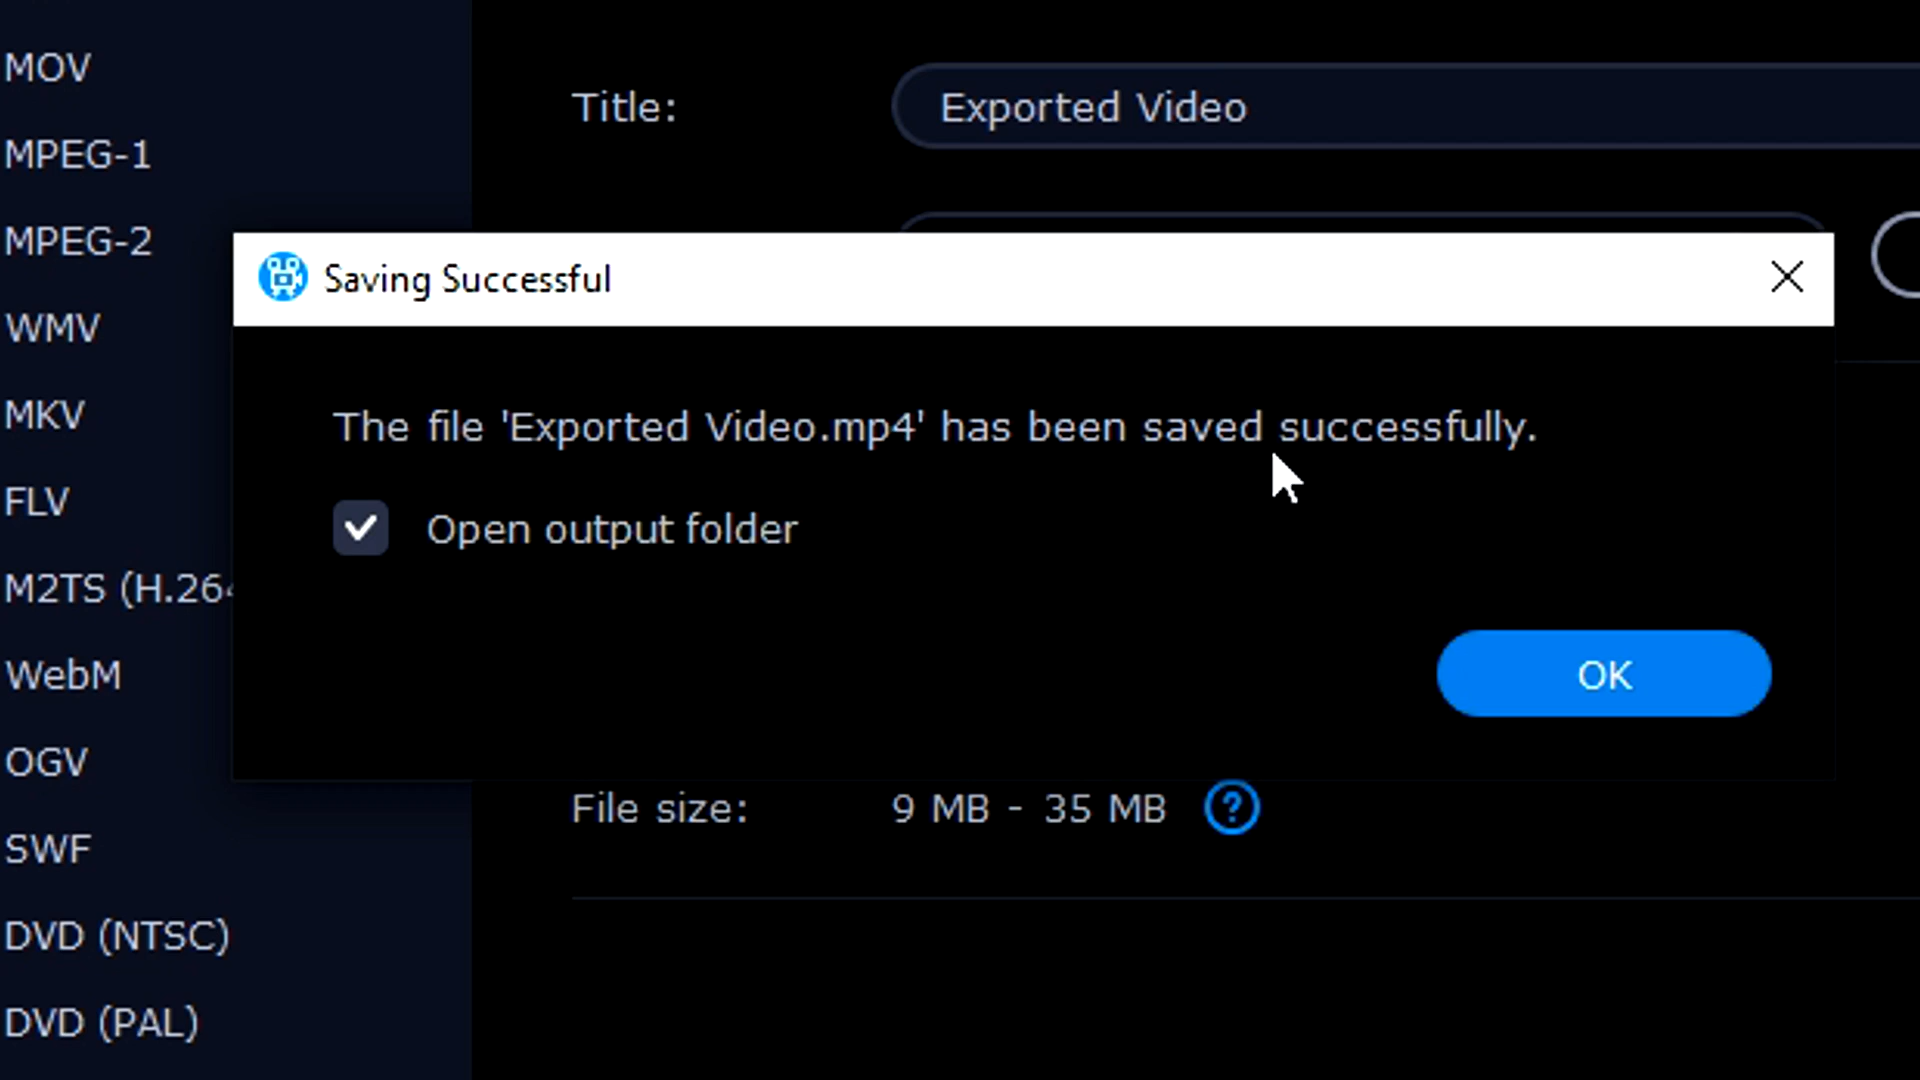 MOV
MPEG-1
MPEG-2
WMV
MKV
FLV
M2TS (H.264
WebM
OGV
SWF
DVD (NTSC)
DVD (PAL)
Title:
Exported Video
Saving Successful
The file 'Exported Video.mp4' has been saved successfully.
Open output folder
OK
File size:
9 MB - 35 MB
?